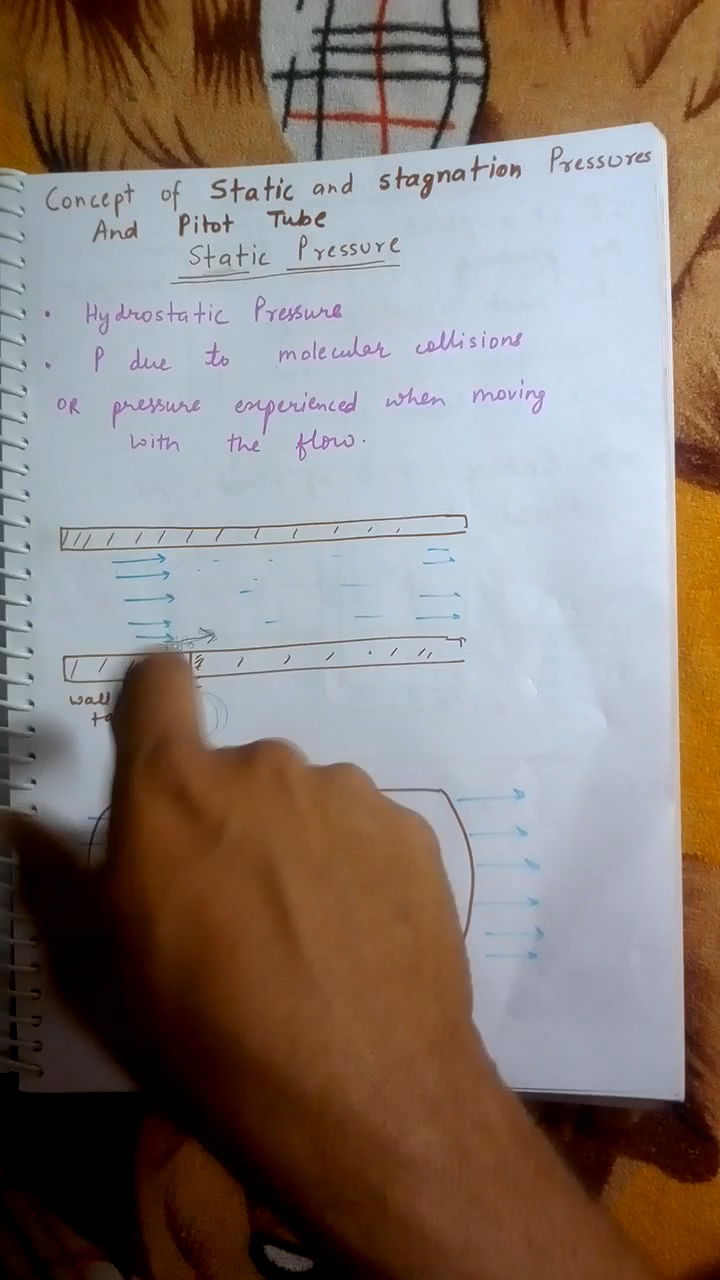 Concept of Static and stagnation Pressures
And Pitot Tube
Static Pressure
• Hydrostatic Pressure
• P due to molecular collisions
OR pressure experienced when moving
with the flow.
wall